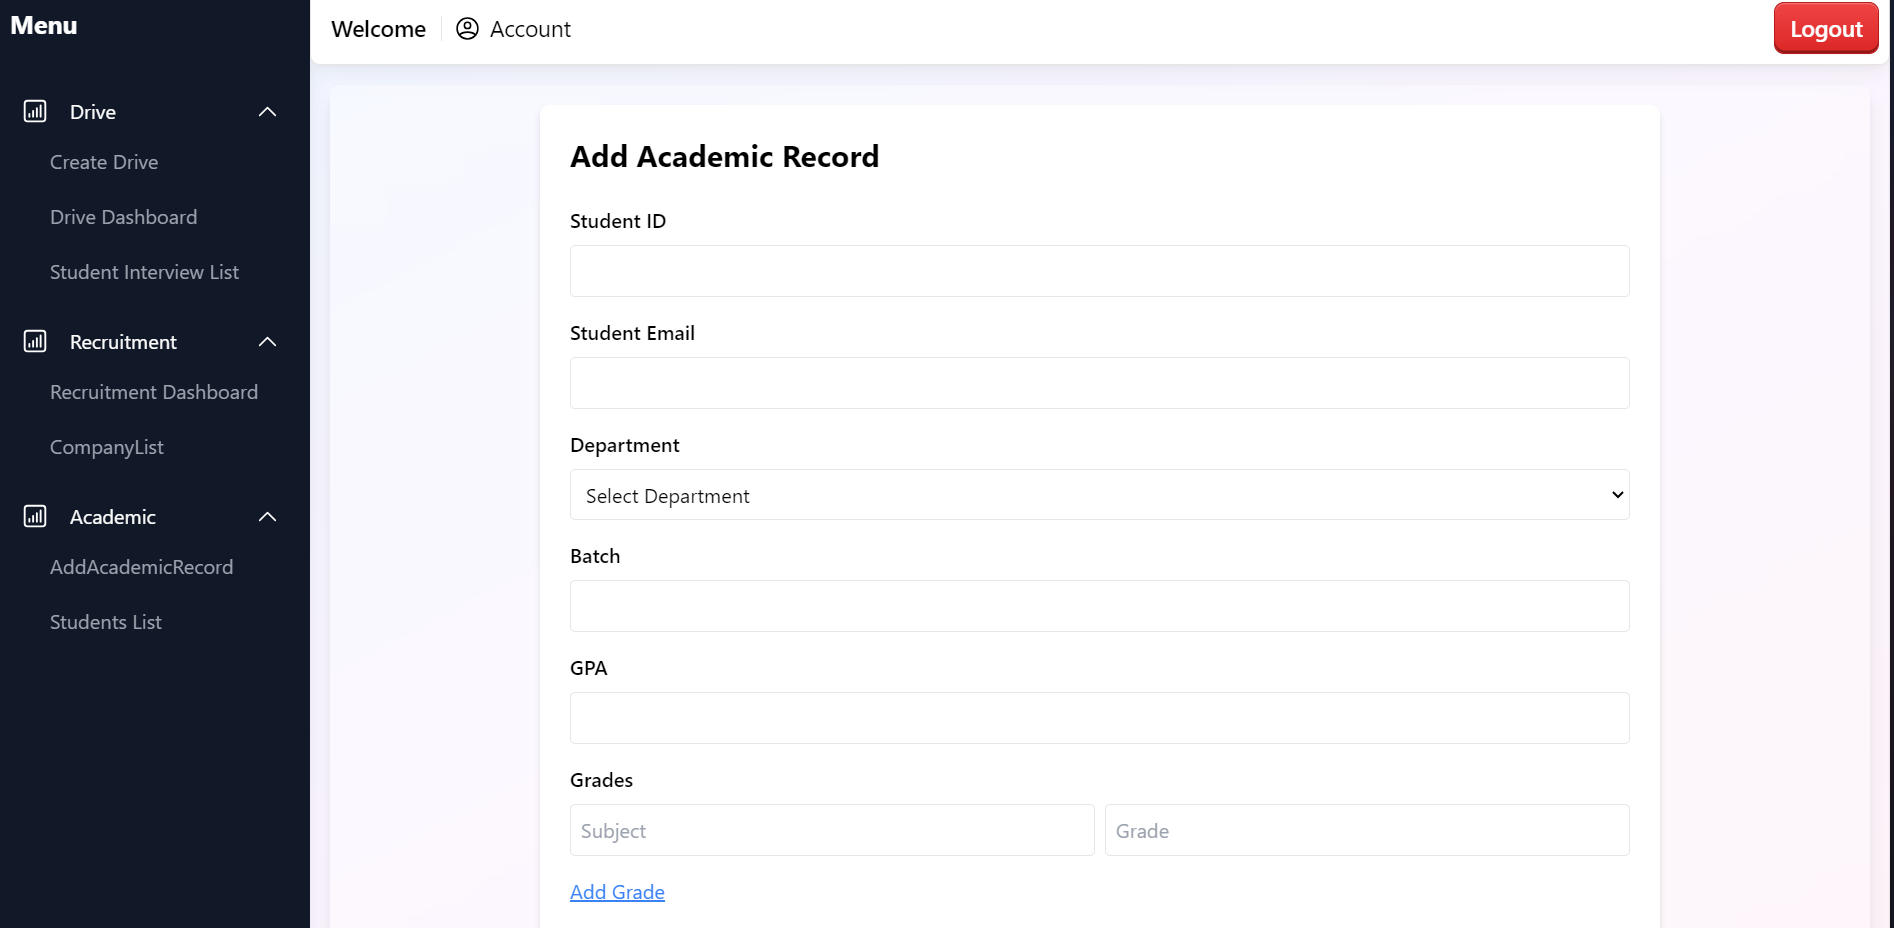 Menu
Drive
Create Drive
Drive Dashboard
Student Interview List
Recruitment
Recruitment Dashboard
CompanyList
Academic
AddAcademicRecord
Students List
Welcome
Account
Logout
Add Academic Record
Student ID
Student Email
Department
Select Department
Batch
GPA
Grades
Subject
Grade
Add Grade